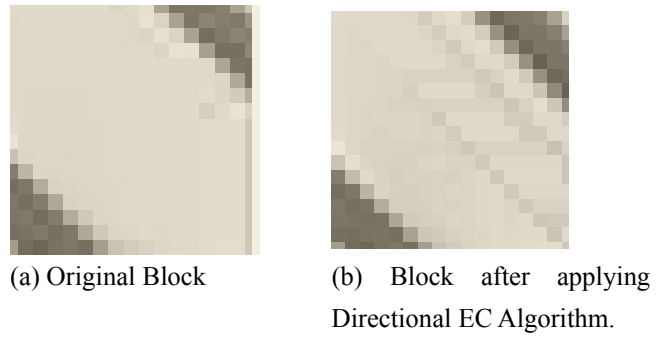 (a) Original Block
(b) Block after applying
Directional EC Algorithm.